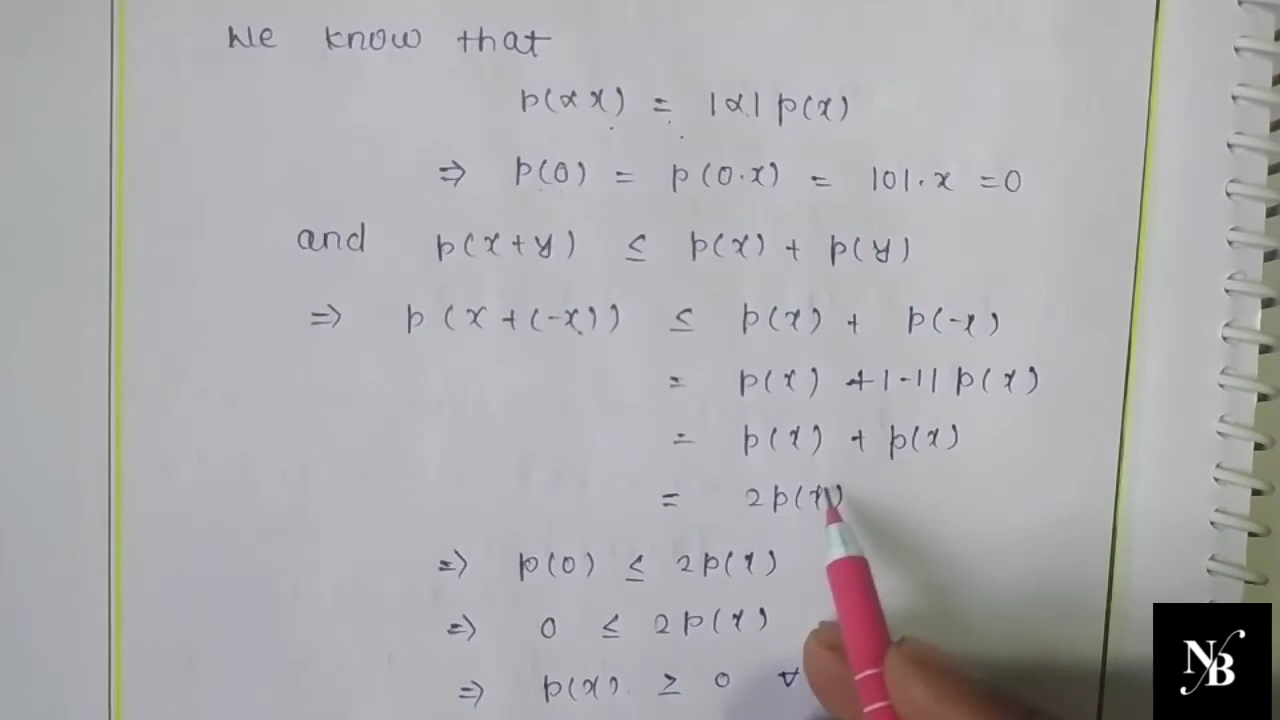 We know that
p(αx) = |α| p(x)
⇒ p(0) = p(0.x) = |0|.x = 0
and p(x+y) ≤ p(x) + p(y)
⇒ p(x+(-x)) ≤ p(x) + p(-x)
= p(x) + |-1| p(x)
= p(x) + p(x)
= 2p(x)
⇒ p(0) ≤ 2p(x)
⇒ 0 ≤ 2p(x)
⇒ p(x) ≥ 0 ∀
NB